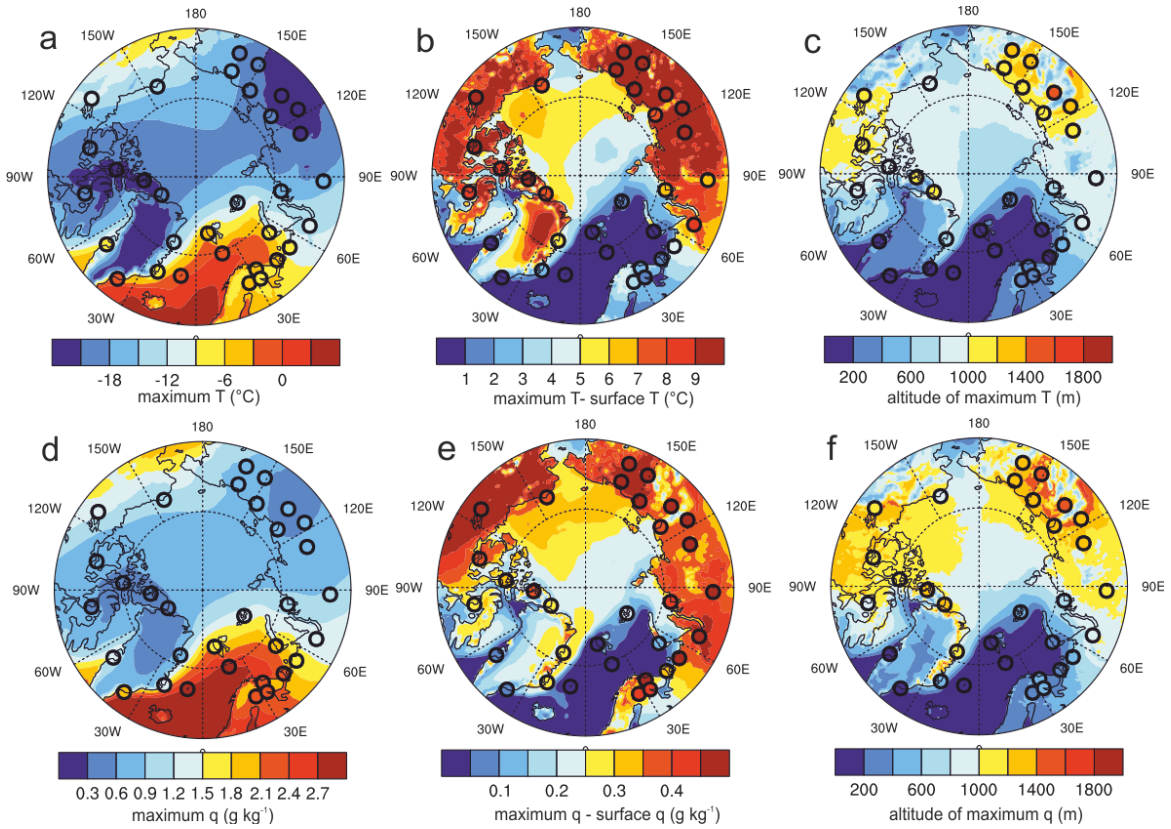 a
180
150W
150E
120W
120E
90W
90E
60W
60E
30W
30E
-18
-12
-6
0
maximum T (°C)
b
180
150W
150E
120W
120E
90W
90E
60W
60E
30W
30E
1
2
3
4
5
6
7
8
9
maximum T- surface T (°C)
c
180
150W
150E
120W
120E
90W
90E
60W
60E
30W
30E
200
600
1000
1400
1800
altitude of maximum T (m)
d
180
150W
150E
120W
120E
90W
90E
60W
60E
30W
30E
0.3 0.6 0.9 1.2 1.5 1.8 2.1 2.4 2.7
maximum q (g kg⁻¹)
e
180
150W
150E
120W
120E
90W
90E
60W
60E
30W
30E
0.1
0.2
0.3
0.4
maximum q - surface q (g kg⁻¹)
f
180
150W
150E
120W
120E
90W
90E
60W
60E
30W
30E
200
600
1000
1400
1800
altitude of maximum q (m)